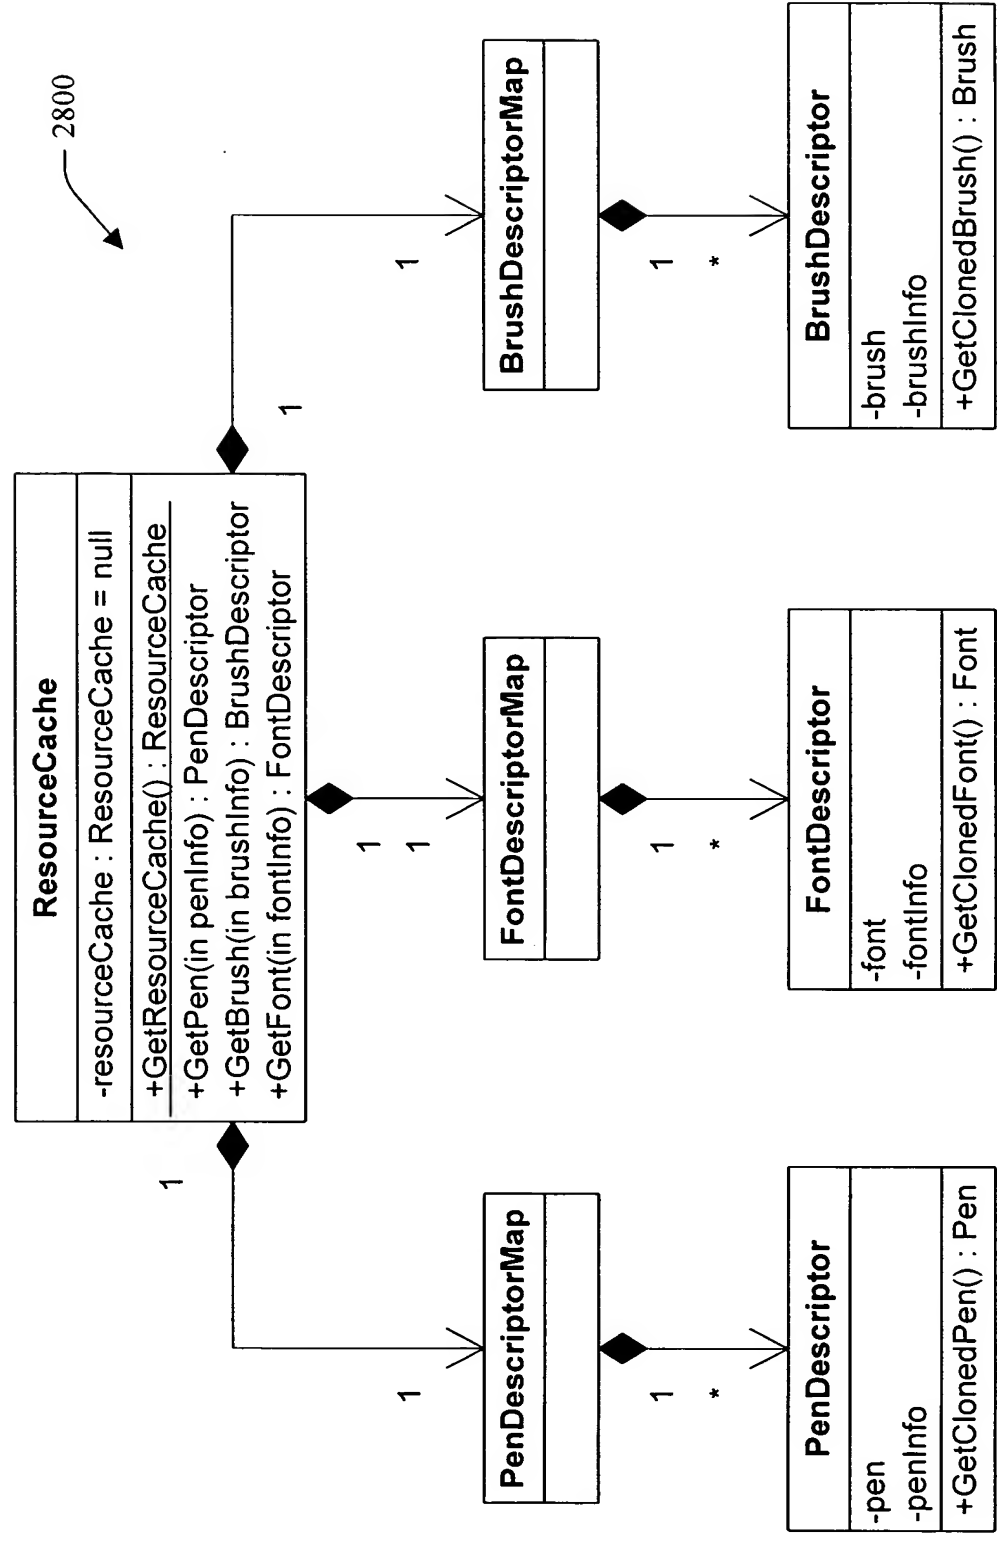 2800
ResourceCache
-resourceCache : ResourceCache = null
+GetResourceCache() : ResourceCache
+GetPen(in penInfo) : PenDescriptor
+GetBrush(in brushInfo) : BrushDescriptor
+GetFont(in fontInfo) : FontDescriptor
1
1
1
1
1
1
PenDescriptorMap
FontDescriptorMap
BrushDescriptorMap
1
*
1
*
1
*
PenDescriptor
-pen
-penInfo
+GetClonedPen() : Pen
FontDescriptor
-font
-fontInfo
+GetClonedFont() : Font
BrushDescriptor
-brush
-brushInfo
+GetClonedBrush() : Brush